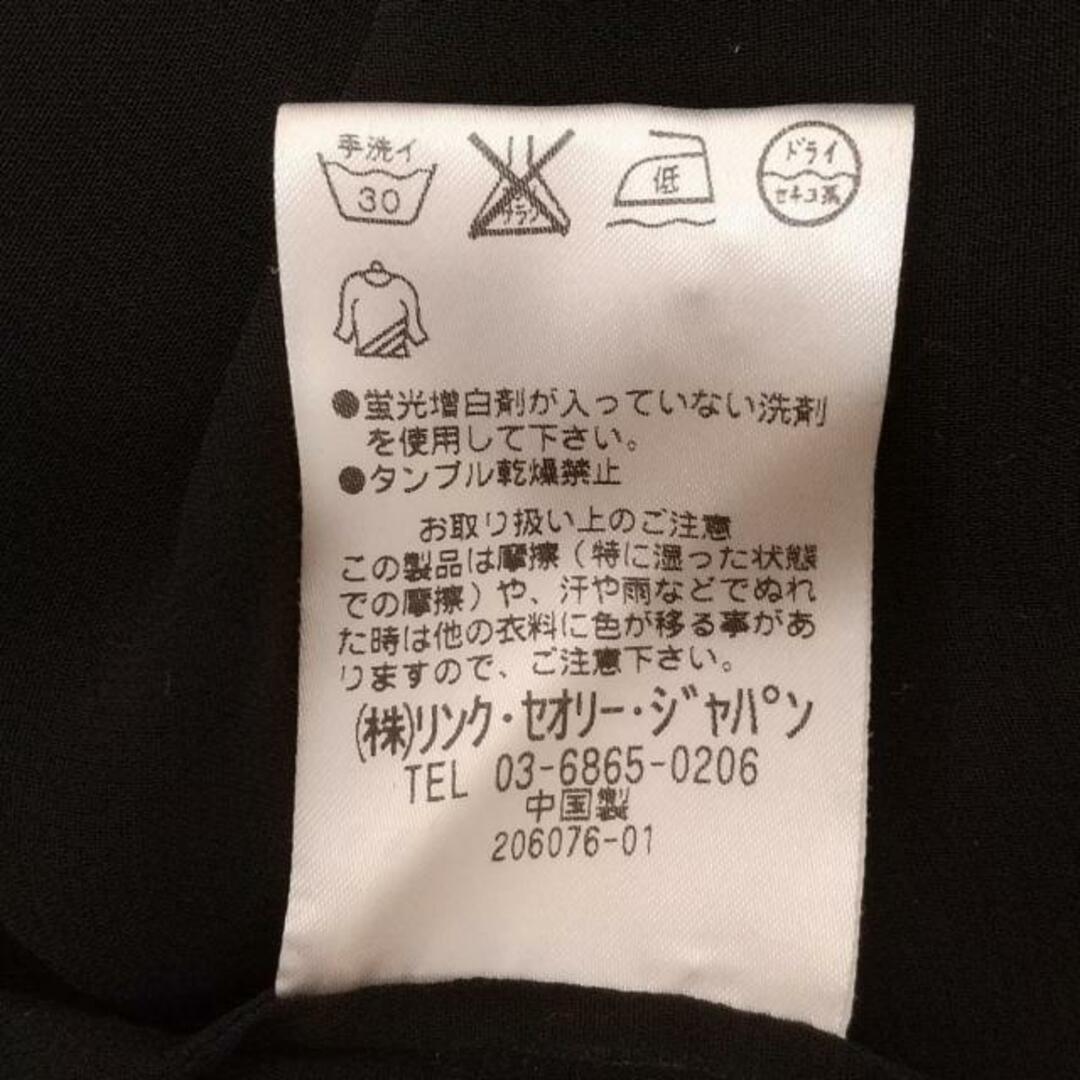 手洗イ
30
サラシ
低
ドライ
セキユ系
●蛍光増白剤が入っていない洗剤
を使用して下さい。
●タンブル乾燥禁止
お取り扱い上のご注意
この製品は摩擦(特に湿った状態
での摩擦)や、汗や雨などでぬれ
た時は他の衣料に色が移る事があ
りますので、ご注意下さい。
(株)リンク・セオリー・ジャパン
TEL 03-6865-0206
中国製
206076-01